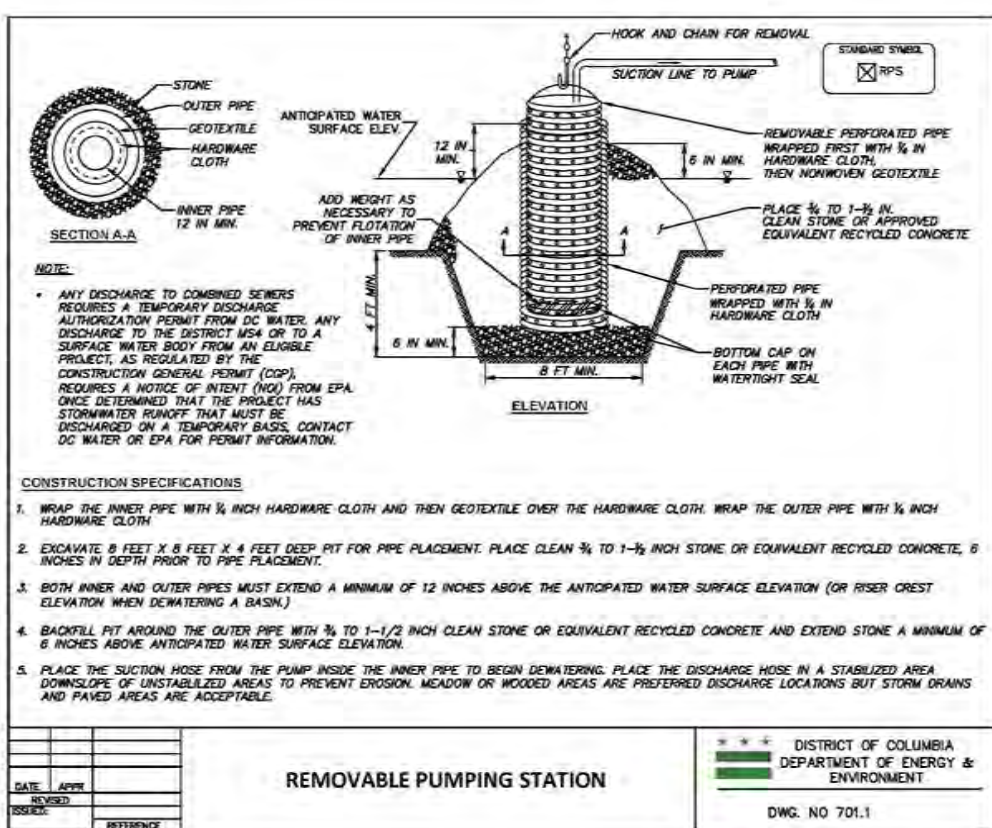 STONE
OUTER PIPE
GEOTEXTILE
HARDWARE
CLOTH
INNER PIPE
12 IN MIN.
SECTION A-A
HOOK AND CHAIN FOR REMOVAL
SUCTION LINE TO PUMP
STANDARD SYMBOL
RPS
ANTICIPATED WATER
SURFACE ELEV.
12 IN
MIN.
6 IN MIN.
REMOVABLE PERFORATED PIPE
WRAPPED FIRST WITH ¼ IN
HARDWARE CLOTH,
THEN NONWOVEN GEOTEXTILE
ADD WEIGHT AS
NECESSARY TO
PREVENT FLOTATION
OF INNER PIPE
A
A
PLACE ¾ TO 1-½ IN.
CLEAN STONE OR APPROVED
EQUIVALENT RECYCLED CONCRETE
PERFORATED PIPE
WRAPPED WITH ¼ IN
HARDWARE CLOTH
4 FT MIN.
6 IN MIN.
8 FT MIN.
BOTTOM CAP ON
EACH PIPE WITH
WATERTIGHT SEAL
ELEVATION
NOTE:
• ANY DISCHARGE TO COMBINED SEWERS
REQUIRES A TEMPORARY DISCHARGE
AUTHORIZATION PERMIT FROM DC WATER. ANY
DISCHARGE TO THE DISTRICT MS4 OR TO A
SURFACE WATER BODY FROM AN ELIGIBLE
PROJECT, AS REGULATED BY THE
CONSTRUCTION GENERAL PERMIT (CGP),
REQUIRES A NOTICE OF INTENT (NOI) FROM EPA.
ONCE DETERMINED THAT THE PROJECT HAS
STORMWATER RUNOFF THAT MUST BE
DISCHARGED ON A TEMPORARY BASIS, CONTACT
DC WATER OR EPA FOR PERMIT INFORMATION.
CONSTRUCTION SPECIFICATIONS
1. WRAP THE INNER PIPE WITH ¼ INCH HARDWARE CLOTH AND THEN GEOTEXTILE OVER THE HARDWARE CLOTH. WRAP THE OUTER PIPE WITH ¼ INCH
HARDWARE CLOTH
2. EXCAVATE 8 FEET X 8 FEET X 4 FEET DEEP PIT FOR PIPE PLACEMENT. PLACE CLEAN ¾ TO 1-½ INCH STONE OR EQUIVALENT RECYCLED CONCRETE, 6
INCHES IN DEPTH PRIOR TO PIPE PLACEMENT.
3. BOTH INNER AND OUTER PIPES MUST EXTEND A MINIMUM OF 12 INCHES ABOVE THE ANTICIPATED WATER SURFACE ELEVATION (OR RISER CREST
ELEVATION WHEN DEWATERING A BASIN.)
4. BACKFILL PIT AROUND THE OUTER PIPE WITH ¾ TO 1-1/2 INCH CLEAN STONE OR EQUIVALENT RECYCLED CONCRETE AND EXTEND STONE A MINIMUM OF
6 INCHES ABOVE ANTICIPATED WATER SURFACE ELEVATION.
5. PLACE THE SUCTION HOSE FROM THE PUMP INSIDE THE INNER PIPE TO BEGIN DEWATERING. PLACE THE DISCHARGE HOSE IN A STABILIZED AREA
DOWNSLOPE OF UNSTABILIZED AREAS TO PREVENT EROSION. MEADOW OR WOODED AREAS ARE PREFERRED DISCHARGE LOCATIONS BUT STORM DRAINS
AND PAVED AREAS ARE ACCEPTABLE.
DATE APPR
REVISED
ISSUED:
REFERENCE
REMOVABLE PUMPING STATION
DISTRICT OF COLUMBIA
DEPARTMENT OF ENERGY &
ENVIRONMENT
DWG. NO 701.1